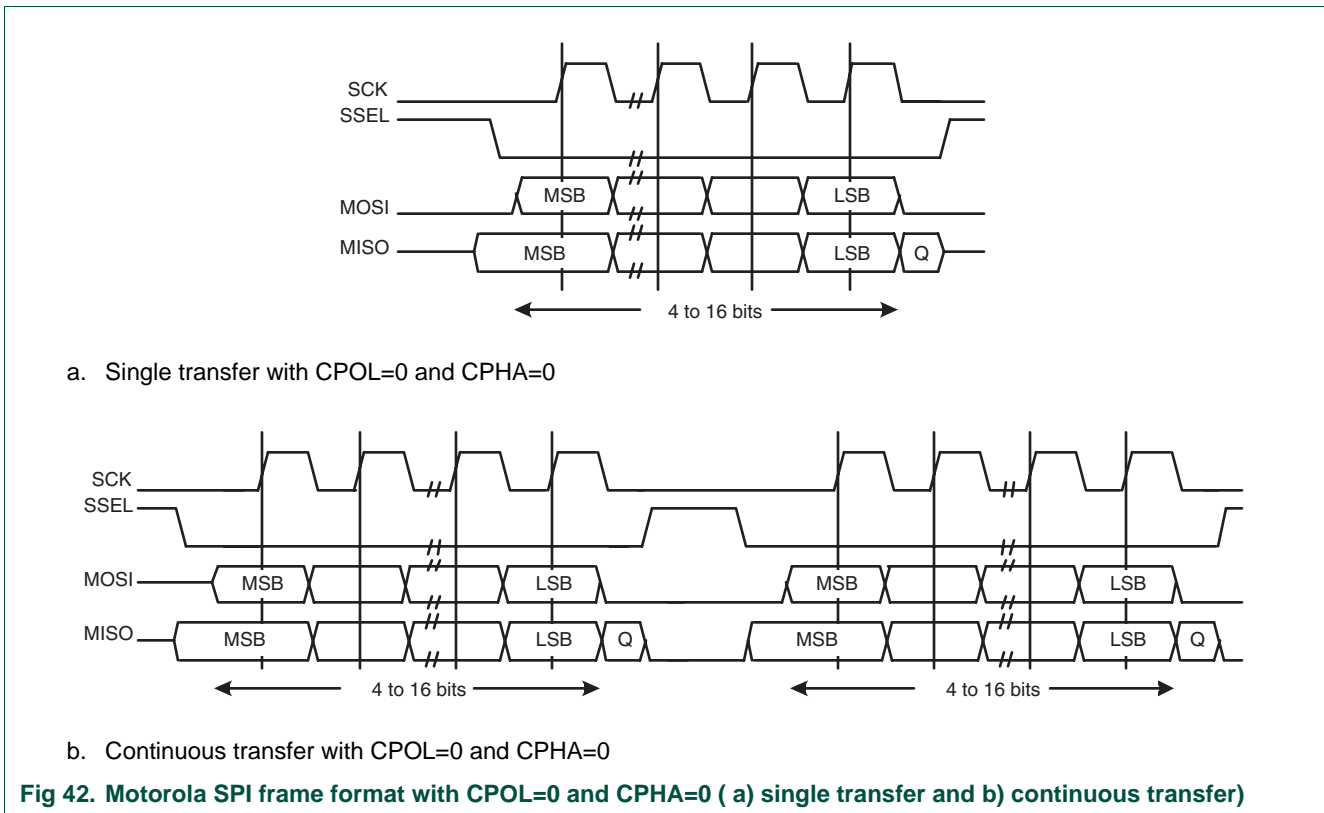 SCK
SSEL
MOSI MSB LSB
MISO MSB LSB Q
4 to 16 bits
a. Single transfer with CPOL=0 and CPHA=0
SCK
SSEL
MOSI MSB LSB MSB LSB
MISO MSB LSB Q MSB LSB Q
4 to 16 bits 4 to 16 bits
b. Continuous transfer with CPOL=0 and CPHA=0
Fig 42. Motorola SPI frame format with CPOL=0 and CPHA=0 ( a) single transfer and b) continuous transfer)